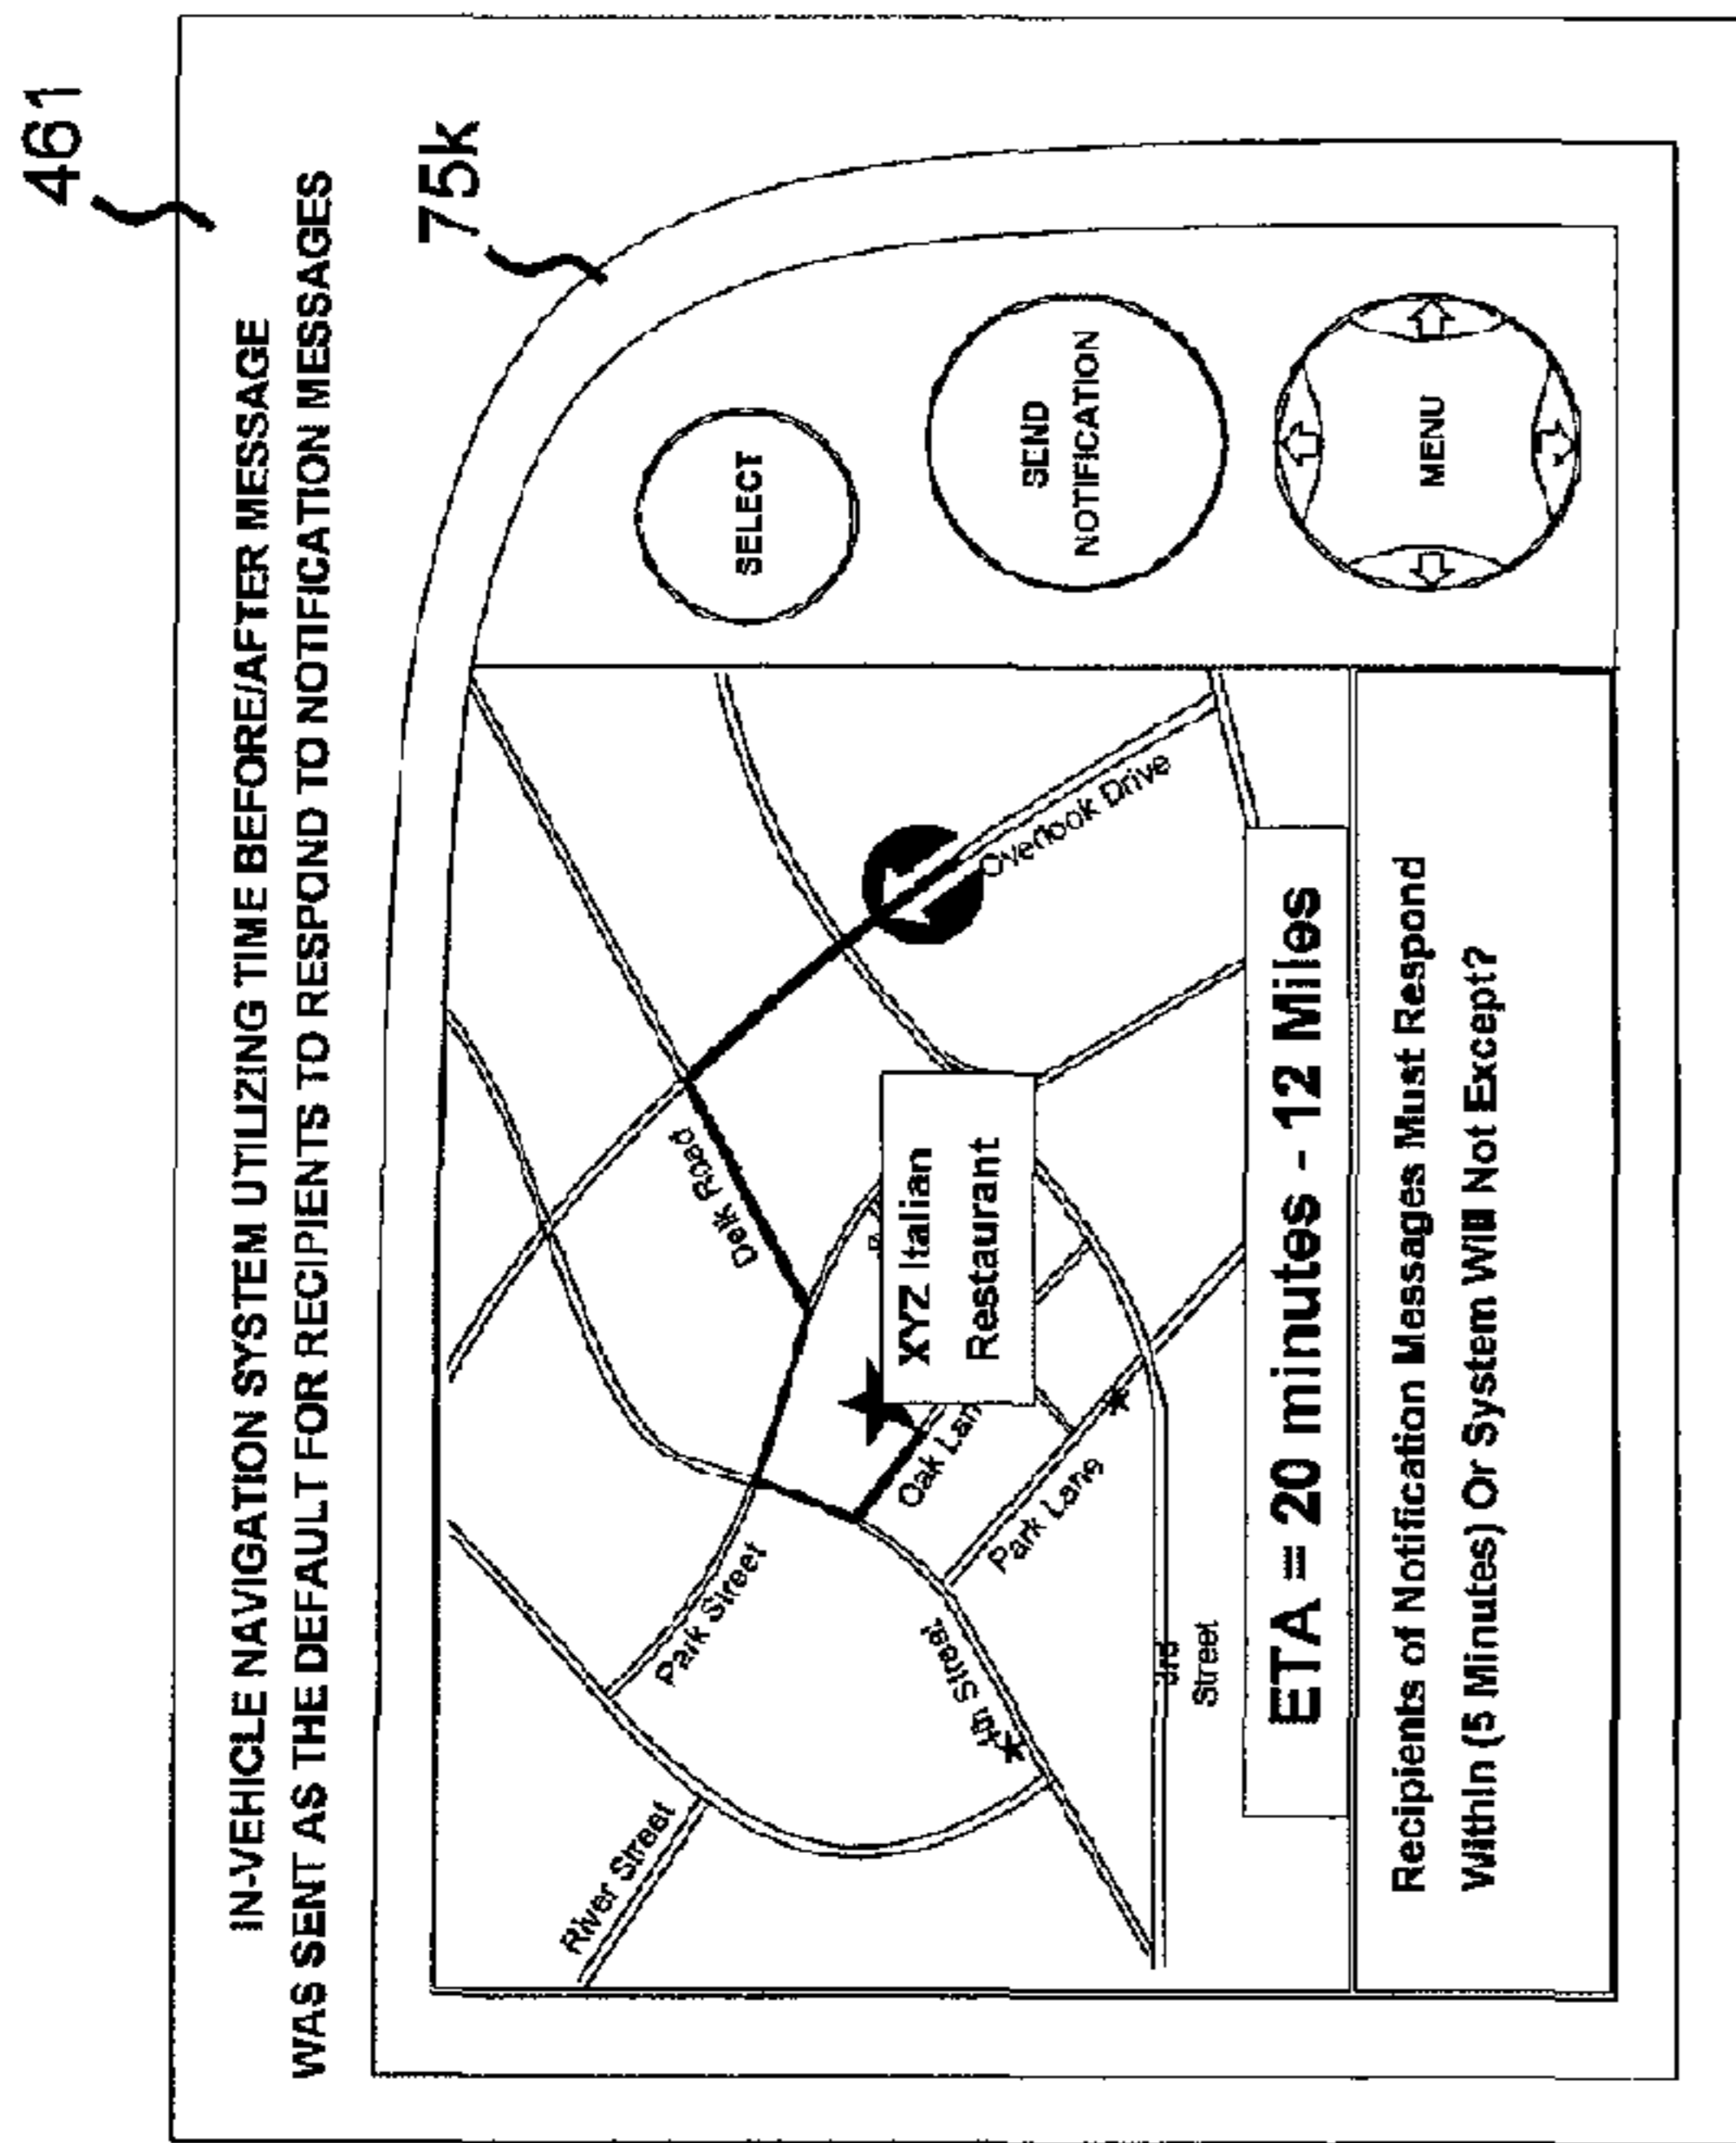 461
IN-VEHICLE NAVIGATION SYSTEM UTILIZING TIME BEFORE/AFTER MESSAGE
WAS SENT AS THE DEFAULT FOR RECIPIENTS TO RESPOND TO NOTIFICATION MESSAGES
75k
SELECT
SEND
NOTIFICATION
MENU
River Street
Park Street
Delk Road
Overlook Drive
XYZ Italian
Restaurant
Oak Lan
Park Lane
4th Street
3rd
Street
ETA = 20 minutes - 12 Miles
Recipients of Notification Messages Must Respond
Within (5 Minutes) Or System Will Not Except?